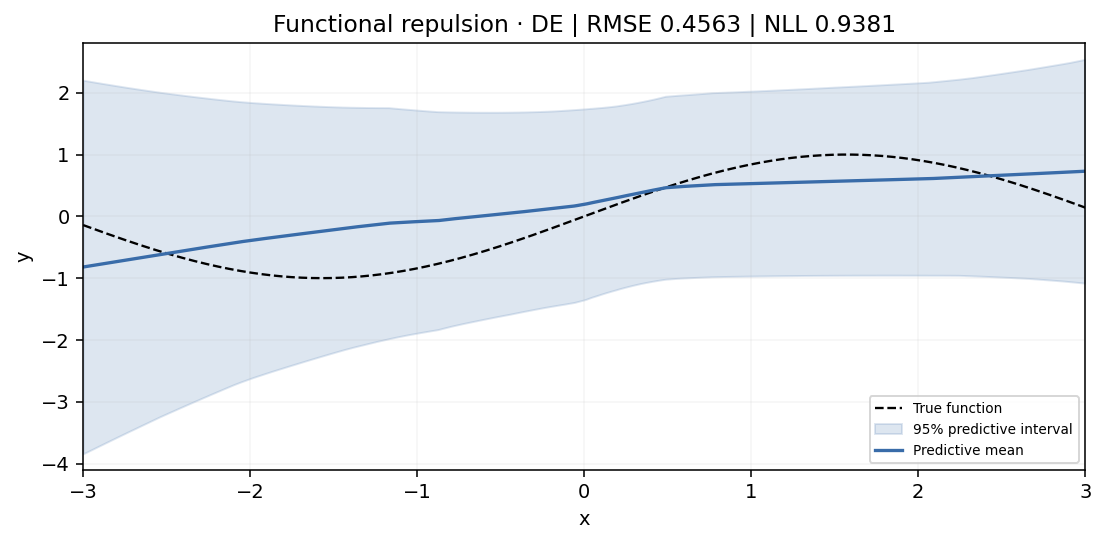 Functional repulsion · DE | RMSE 0.4563 | NLL 0.9381
y
2
1
0
−1
−2
−3
−4
True function
95% predictive interval
Predictive mean
−3 −2 −1 0 1 2 3
x